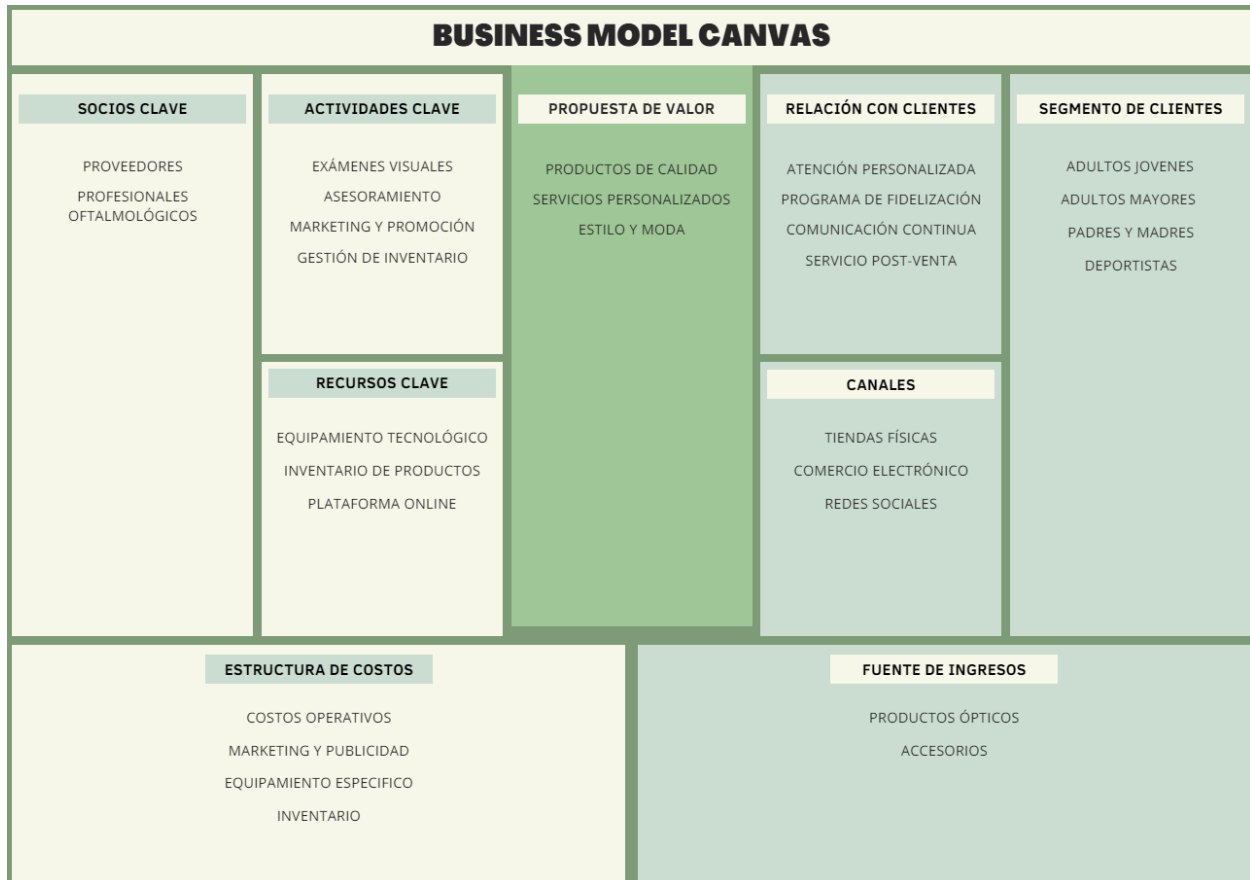 BUSINESS MODEL CANVAS
SOCIOS CLAVE
PROVEEDORES
PROFESIONALES
OFTALMOLÓGICOS
ACTIVIDADES CLAVE
EXÁMENES VISUALES
ASESORAMIENTO
MARKETING Y PROMOCIÓN
GESTIÓN DE INVENTARIO
RECURSOS CLAVE
EQUIPAMIENTO TECNOLÓGICO
INVENTARIO DE PRODUCTOS
PLATAFORMA ONLINE
PROPUESTA DE VALOR
PRODUCTOS DE CALIDAD
SERVICIOS PERSONALIZADOS
ESTILO Y MODA
RELACIÓN CON CLIENTES
ATENCIÓN PERSONALIZADA
PROGRAMA DE FIDELIZACIÓN
COMUNICACIÓN CONTINUA
SERVICIO POST-VENTA
CANALES
TIENDAS FÍSICAS
COMERCIO ELECTRÓNICO
REDES SOCIALES
SEGMENTO DE CLIENTES
ADULTOS JOVENES
ADULTOS MAYORES
PADRES Y MADRES
DEPORTISTAS
ESTRUCTURA DE COSTOS
COSTOS OPERATIVOS
MARKETING Y PUBLICIDAD
EQUIPAMIENTO ESPECIFICO
INVENTARIO
FUENTE DE INGRESOS
PRODUCTOS ÓPTICOS
ACCESORIOS